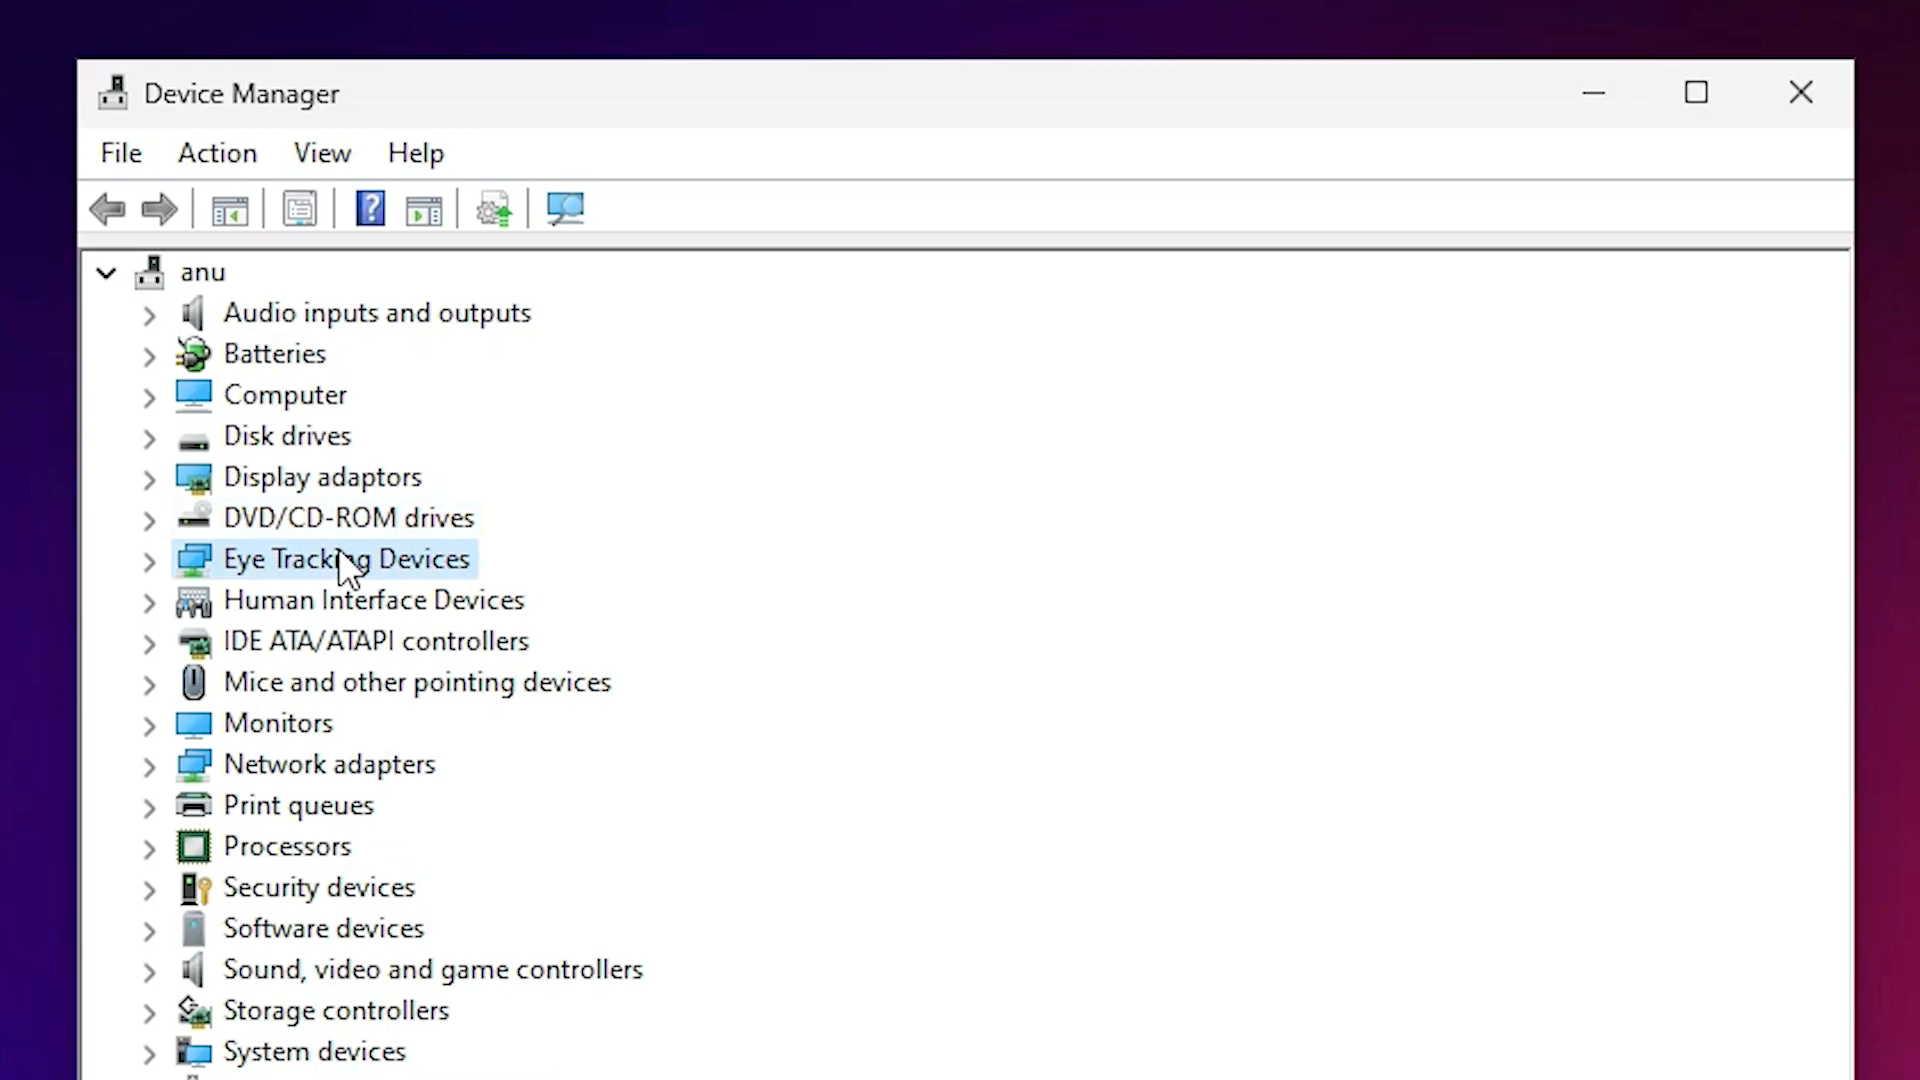 Device Manager
File Action View Help
?
anu
Audio inputs and outputs
Batteries
Computer
Disk drives
Display adaptors
DVD/CD-ROM drives
Eye Tracking Devices
Human Interface Devices
IDE ATA/ATAPI controllers
Mice and other pointing devices
Monitors
Network adapters
Print queues
Processors
Security devices
Software devices
Sound, video and game controllers
Storage controllers
System devices